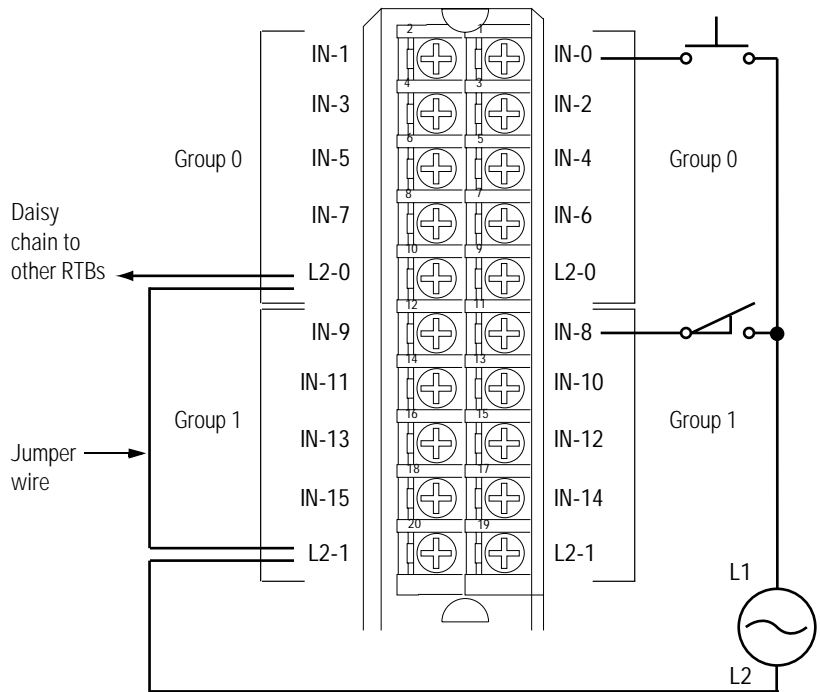 2 1
IN-1 IN-0
4 3
IN-3 IN-2
6 5
Group 0 IN-5 IN-4 Group 0
8 7
IN-7 IN-6
Daisy
chain to
other RTBs
10 9
L2-0 L2-0
12 11
IN-9 IN-8
14 13
IN-11 IN-10
16 15
Group 1 IN-13 IN-12 Group 1
Jumper
wire
18 17
IN-15 IN-14
20 19
L2-1 L2-1
L1
L2